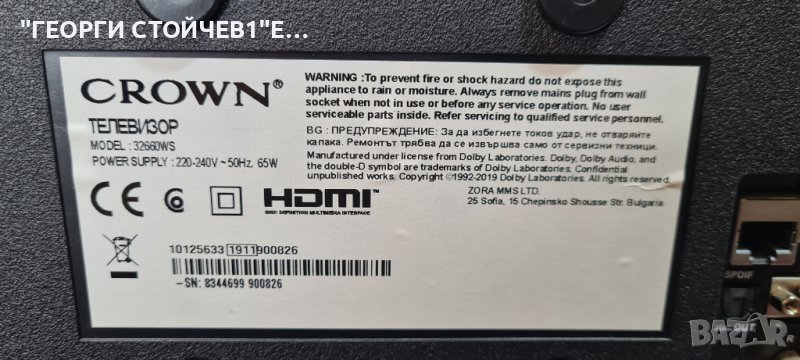 "ГЕОРГИ СТОЙЧЕВ1"Е...
CROWN®
ТЕЛЕВИЗОР
MODEL : 32660WS
POWER SUPPLY : 220-240V ~ 50Hz. 65W
WARNING :To prevent fire or shock hazard do not expose this
appliance to rain or moisture. Always remove mains plug from wall
socket when not in use or before any service operation. No user
serviceable parts inside. Refer servicing to qualified service personnel.
BG : ПРЕДУПРЕЖДЕНИЕ: За да избегнете токов удар, не отваряйте
капака. Ремонтът трябва да се извършва само от сервизни техници.
Manufactured under license from Dolby Laboratories. Dolby, Dolby Audio, and
the double-D symbol are trademarks of Dolby Laboratories. Confidential
unpublished works. Copyright ©1992-2019 Dolby Laboratories. All rights reserved.
CE
HDMI™
HIGH DEFINITION MULTIMEDIA INTERFACE
ZORA MMS LTD.
25 Sofia, 15 Chepinsko Shousse Str. Bulgaria
10125633 1911 900826
–SN: 8344699 900826
SPDIF
OUT
R
BAZAR